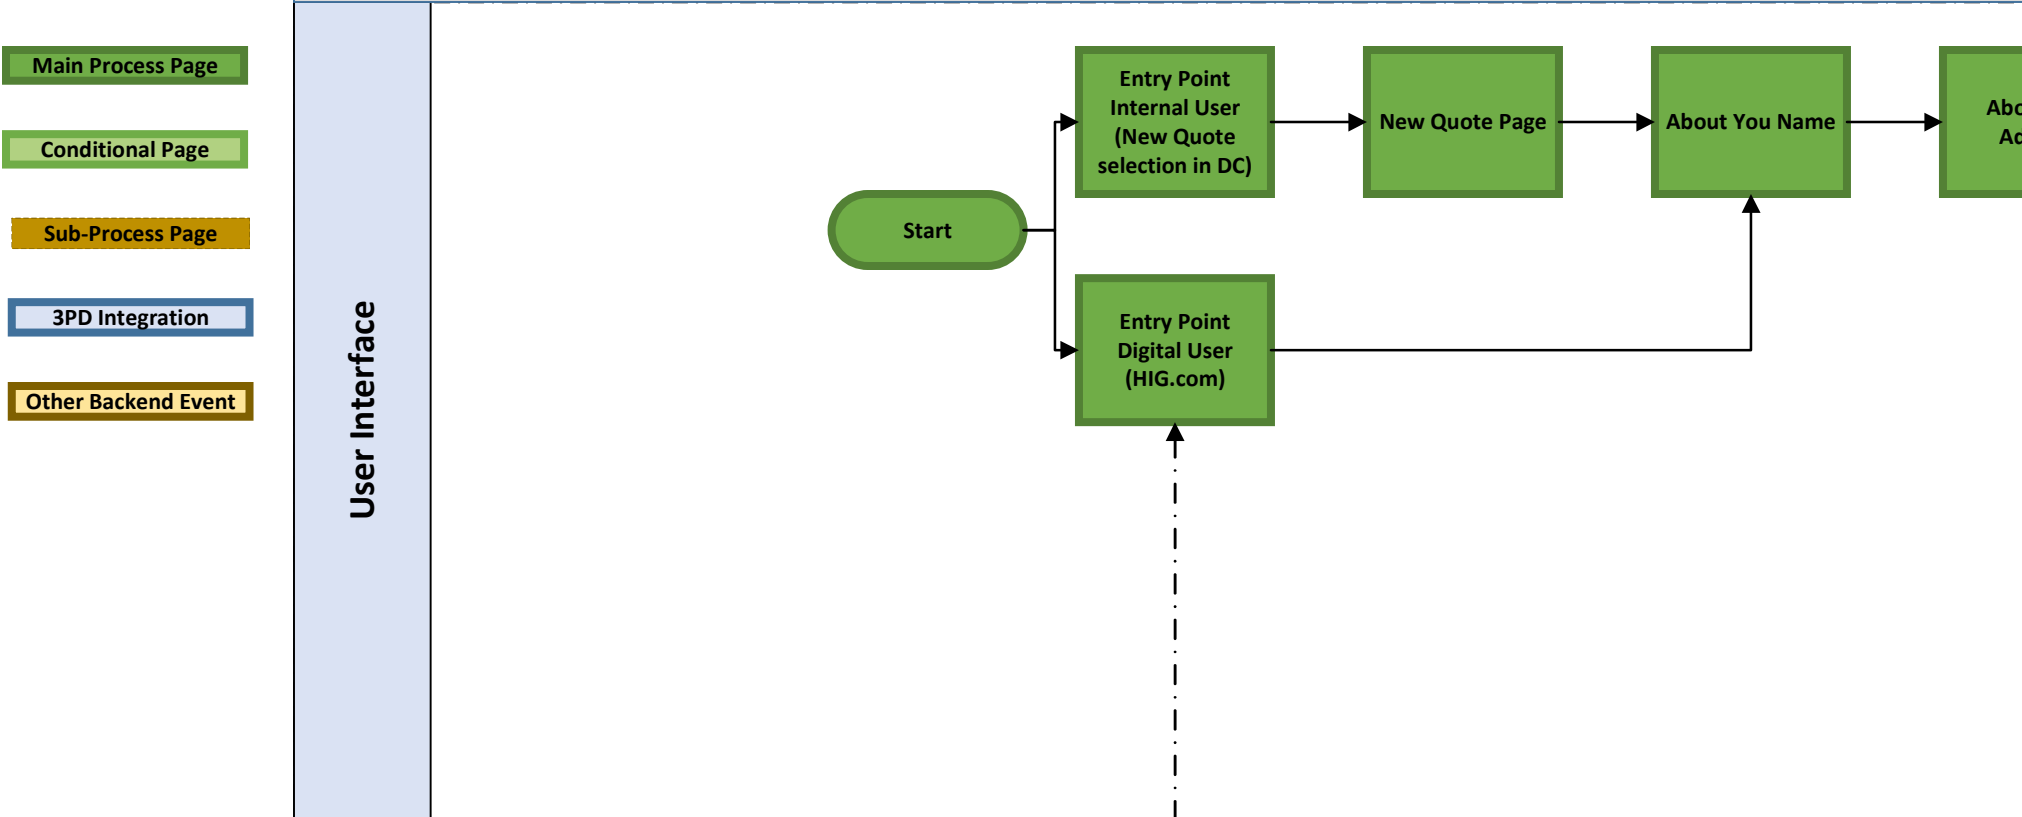 Main Process Page
Conditional Page
Sub-Process Page
3PD Integration
Other Backend Event
User Interface
Start
Entry Point
Internal User
(New Quote
selection in DC)
New Quote Page
About You Name
Entry Point
Digital User
(HIG.com)